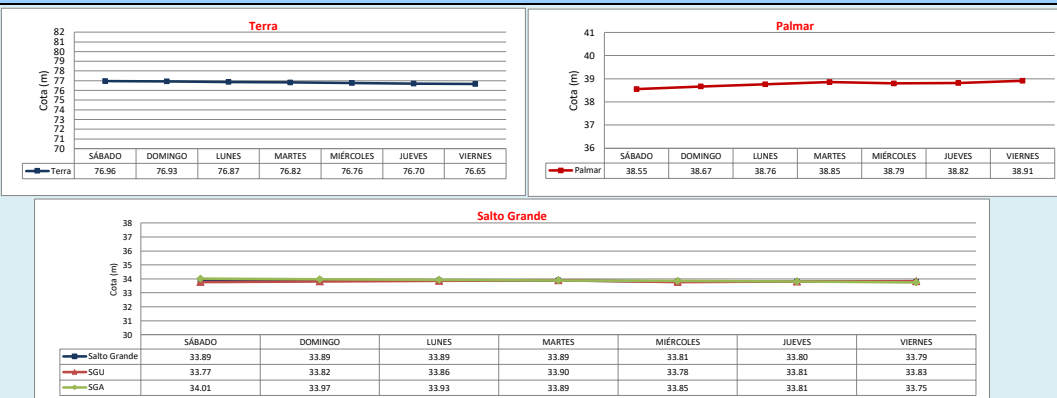 Terra
82
81
80
79
78
77
76
75
74
73
72
71
70
Cota (m)
SÁBADO DOMINGO LUNES MARTES MIÉRCOLES JUEVES VIERNES
Terra 76.96 76.93 76.87 76.82 76.76 76.70 76.65
Palmar
41
40
39
38
37
36
Cota (m)
SÁBADO DOMINGO LUNES MARTES MIÉRCOLES JUEVES VIERNES
Palmar 38.55 38.67 38.76 38.85 38.79 38.82 38.91
Salto Grande
38
37
36
35
34
33
32
31
30
Cota (m)
SÁBADO DOMINGO LUNES MARTES MIÉRCOLES JUEVES VIERNES
Salto Grande 33.89 33.89 33.89 33.89 33.81 33.80 33.79
SGU 33.77 33.82 33.86 33.90 33.78 33.81 33.83
SGA 34.01 33.97 33.93 33.89 33.85 33.81 33.75